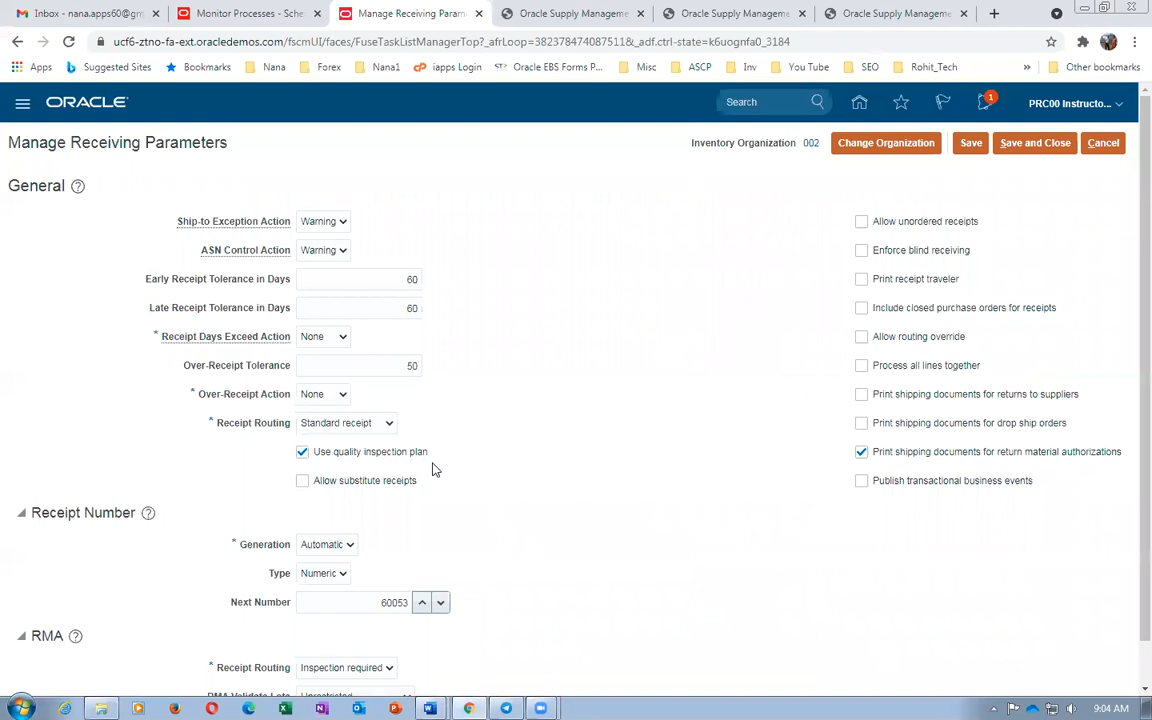 Inbox - nana.apps60@gm
Monitor Processes - Sche
Manage Receiving Param
Oracle Supply Manageme
Oracle Supply Manageme
Oracle Supply Manageme
ucf6-ztno-fa-ext.oracledemos.com/fscmUI/faces/FuseTaskListManagerTop?_afrLoop=38237847408751​1&_adf.ctrl-state=k6uognfa0_3184
Apps Suggested Sites Bookmarks Nana Forex Nana1 iapps Login Oracle EBS Forms P... Misc ASCP Inv You Tube SEO Rohit_Tech » Other bookmarks
ORACLE Search 1 PRC00 Instructo...
Manage Receiving Parameters Inventory Organization 002 Change Organization Save Save and Close Cancel
General
Ship-to Exception Action Warning Allow unordered receipts
ASN Control Action Warning Enforce blind receiving
Early Receipt Tolerance in Days 60 Print receipt traveler
Late Receipt Tolerance in Days 60 Include closed purchase orders for receipts
* Receipt Days Exceed Action None Allow routing override
Over-Receipt Tolerance 50 Process all lines together
* Over-Receipt Action None Print shipping documents for returns to suppliers
* Receipt Routing Standard receipt Print shipping documents for drop ship orders
Use quality inspection plan Print shipping documents for return material authorizations
Allow substitute receipts Publish transactional business events
Receipt Number
* Generation Automatic
Type Numeric
Next Number 60053
RMA
* Receipt Routing Inspection required
RMA Validate Lots Unrestricted
9:04 AM